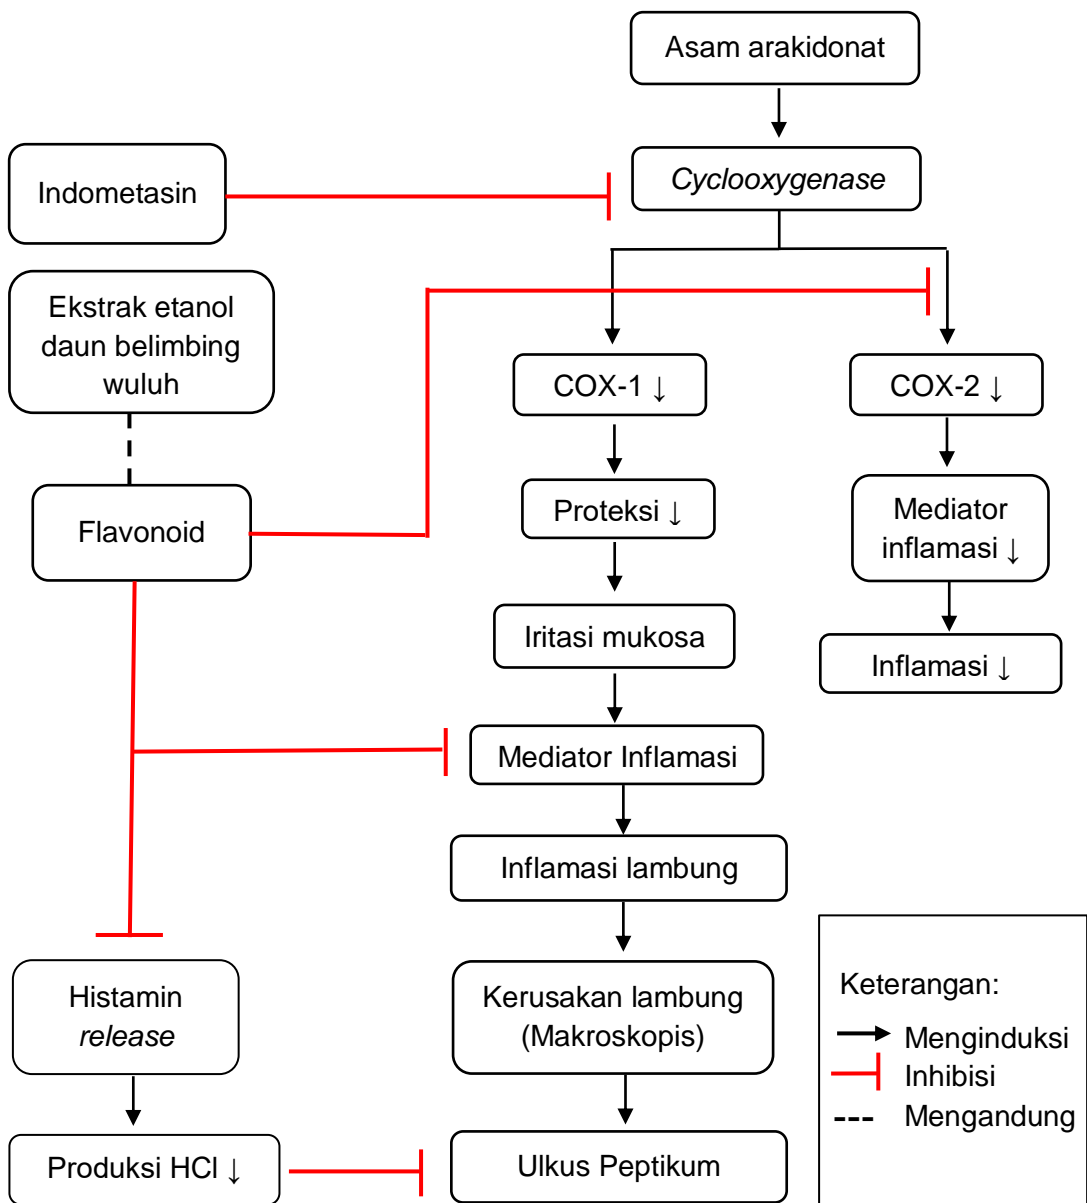 Asam arakidonat
Indometasin
Cyclooxygenase
Ekstrak etanol
daun belimbing
wuluh
COX-1 ↓
COX-2 ↓
Flavonoid
Proteksi ↓
Mediator
inflamasi ↓
Iritasi mukosa
Inflamasi ↓
Mediator Inflamasi
Inflamasi lambung
Histamin
release
Kerusakan lambung
(Makroskopis)
Produksi HCl ↓
Ulkus Peptikum
Keterangan:
Menginduksi
Inhibisi
Mengandung